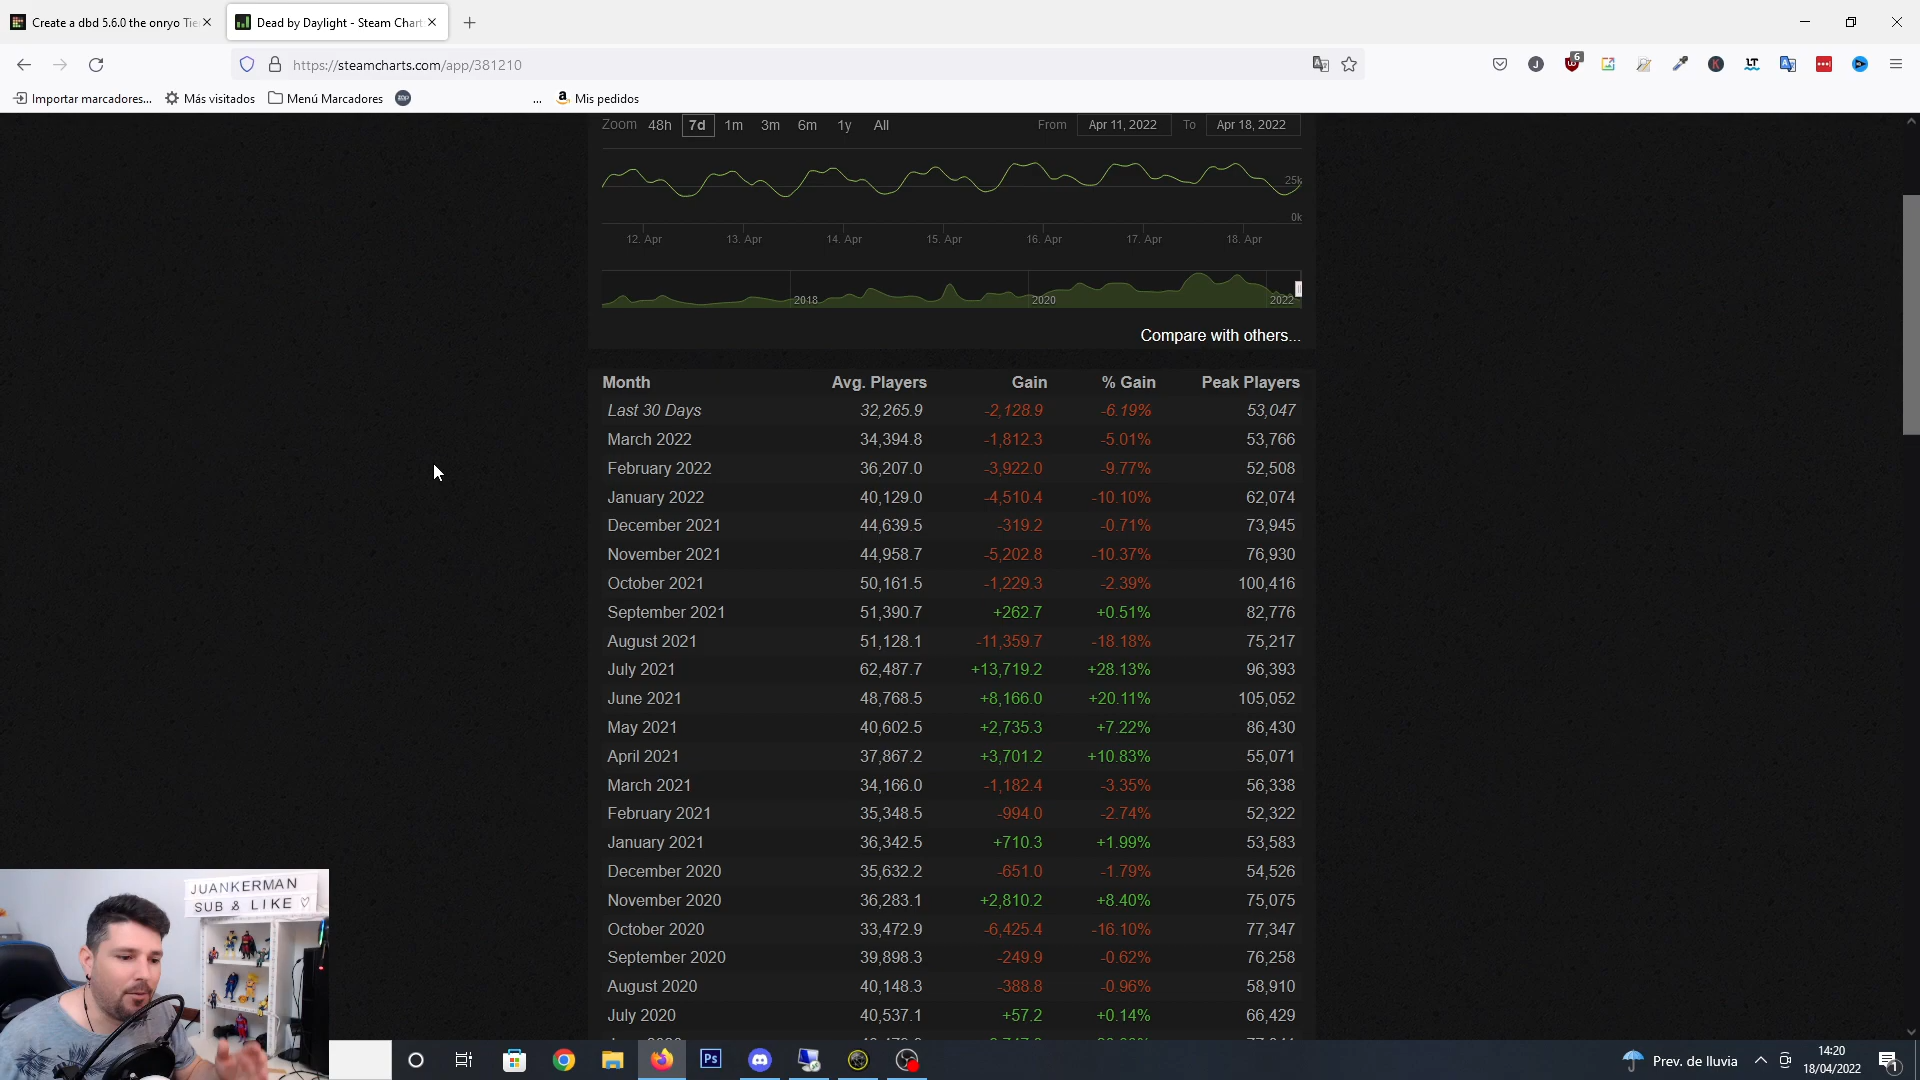 Create a dbd 5.6.0 the onryo Tie
Dead by Daylight - Steam Chart
https://steamcharts.com/app/381210
6
Importar marcadores...
Más visitados
Menú Marcadores
...
Mis pedidos
Zoom 48h 7d 1m 3m 6m 1y All
From Apr 11, 2022 To Apr 18, 2022
25k
0k
12. Apr 13. Apr 14. Apr 15. Apr 16. Apr 17. Apr 18. Apr
2018 2020 2022
Compare with others...
Month Avg. Players Gain % Gain Peak Players
Last 30 Days 32,265.9 -2,128.9 -6.19% 53,047
March 2022 34,394.8 -1,812.3 -5.01% 53,766
February 2022 36,207.0 -3,922.0 -9.77% 52,508
January 2022 40,129.0 -4,510.4 -10.10% 62,074
December 2021 44,639.5 -319.2 -0.71% 73,945
November 2021 44,958.7 -5,202.8 -10.37% 76,930
October 2021 50,161.5 -1,229.3 -2.39% 100,416
September 2021 51,390.7 +262.7 +0.51% 82,776
August 2021 51,128.1 -11,359.7 -18.18% 75,217
July 2021 62,487.7 +13,719.2 +28.13% 96,393
June 2021 48,768.5 +8,166.0 +20.11% 105,052
May 2021 40,602.5 +2,735.3 +7.22% 86,430
April 2021 37,867.2 +3,701.2 +10.83% 55,071
March 2021 34,166.0 -1,182.4 -3.35% 56,338
February 2021 35,348.5 -994.0 -2.74% 52,322
January 2021 36,342.5 +710.3 +1.99% 53,583
December 2020 35,632.2 -651.0 -1.79% 54,526
November 2020 36,283.1 +2,810.2 +8.40% 75,075
October 2020 33,472.9 -6,425.4 -16.10% 77,347
September 2020 39,898.3 -249.9 -0.62% 76,258
August 2020 40,148.3 -388.8 -0.96% 58,910
July 2020 40,537.1 +57.2 +0.14% 66,429
JUANKERMAN
SUB & LIKE ♡
Ps
Prev. de lluvia
14:20
18/04/2022
1